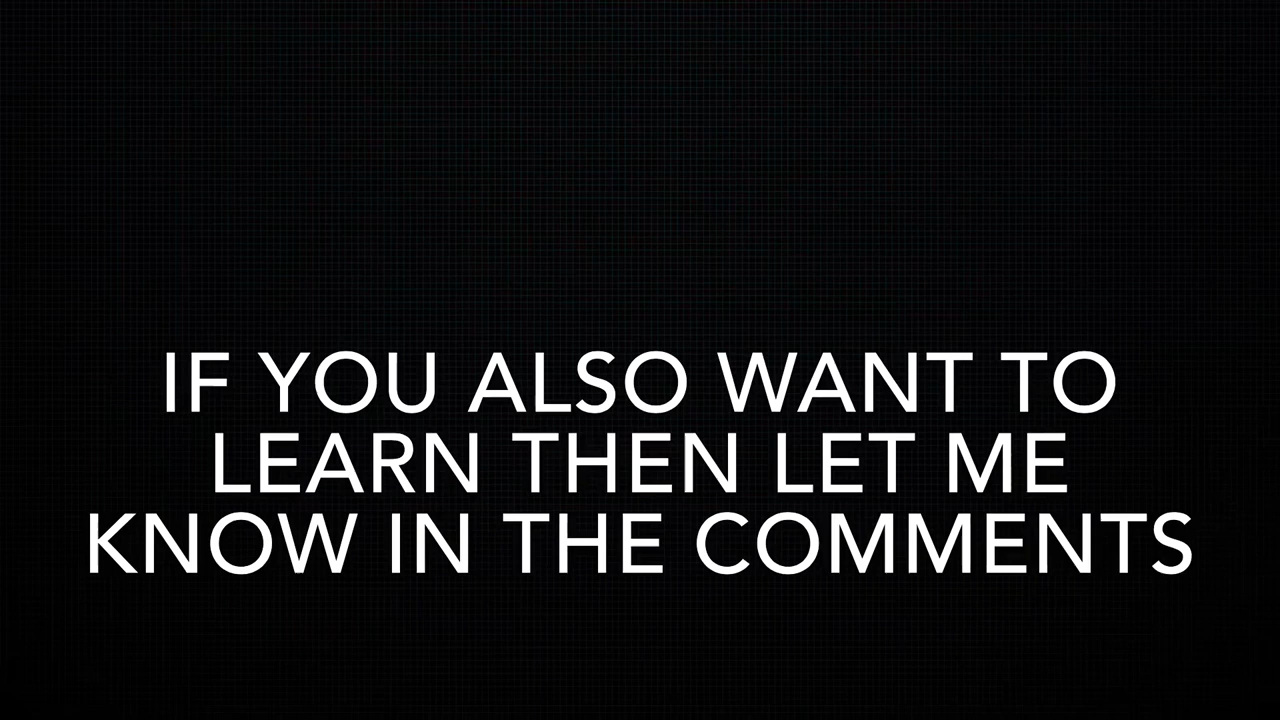 IF YOU ALSO WANT TO
LEARN THEN LET ME
KNOW IN THE COMMENTS